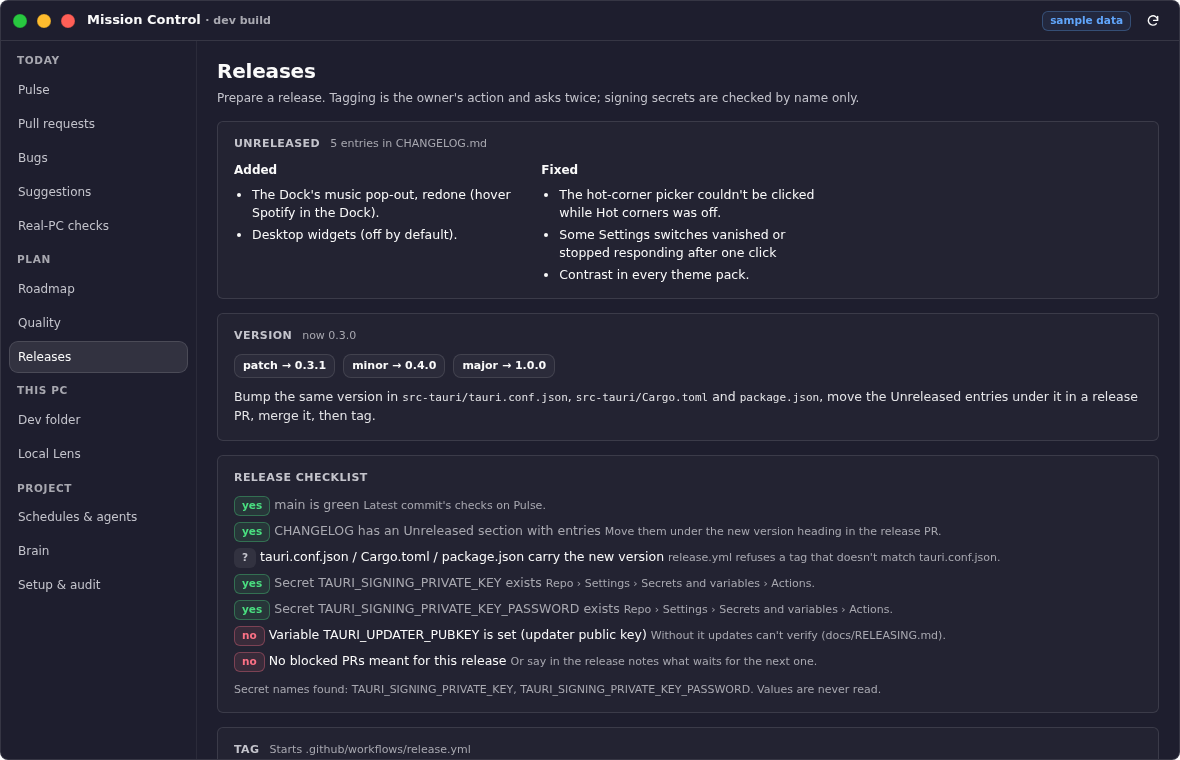 Mission Control · dev build
sample data
TODAY
Pulse
Pull requests
Bugs
Suggestions
Real-PC checks
PLAN
Roadmap
Quality
Releases
THIS PC
Dev folder
Local Lens
PROJECT
Schedules & agents
Brain
Setup & audit
Releases
Prepare a release. Tagging is the owner's action and asks twice; signing secrets are checked by name only.
UNRELEASED 5 entries in CHANGELOG.md
Added
• The Dock's music pop-out, redone (hover
Spotify in the Dock).
• Desktop widgets (off by default).
Fixed
• The hot-corner picker couldn't be clicked
while Hot corners was off.
• Some Settings switches vanished or
stopped responding after one click
• Contrast in every theme pack.
VERSION now 0.3.0
patch → 0.3.1 minor → 0.4.0 major → 1.0.0
Bump the same version in src-tauri/tauri.conf.json, src-tauri/Cargo.toml and package.json, move the Unreleased entries under it in a release
PR, merge it, then tag.
RELEASE CHECKLIST
yes main is green Latest commit's checks on Pulse.
yes CHANGELOG has an Unreleased section with entries Move them under the new version heading in the release PR.
? tauri.conf.json / Cargo.toml / package.json carry the new version release.yml refuses a tag that doesn't match tauri.conf.json.
yes Secret TAURI_SIGNING_PRIVATE_KEY exists Repo › Settings › Secrets and variables › Actions.
yes Secret TAURI_SIGNING_PRIVATE_KEY_PASSWORD exists Repo › Settings › Secrets and variables › Actions.
no Variable TAURI_UPDATER_PUBKEY is set (updater public key) Without it updates can't verify (docs/RELEASING.md).
no No blocked PRs meant for this release Or say in the release notes what waits for the next one.
Secret names found: TAURI_SIGNING_PRIVATE_KEY, TAURI_SIGNING_PRIVATE_KEY_PASSWORD. Values are never read.
TAG Starts .github/workflows/release.yml